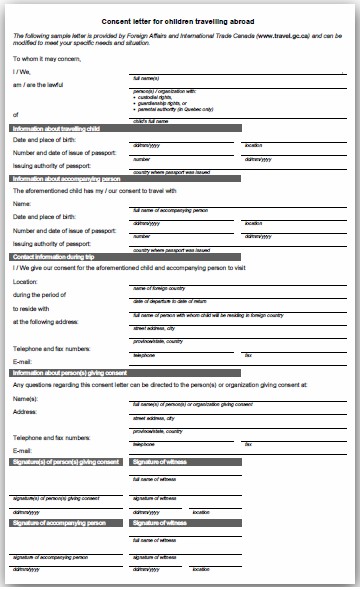 Consent letter for children travelling abroad
The following sample letter is provided by Foreign Affairs and International Trade Canada (www.travel.gc.ca) and can be
modified to meet your specific needs and situation.
To whom it may concern,
I / We,
full name(s)
am / are the lawful
person(s) / organization with:
• custodial rights,
• guardianship rights, or
• parental authority (in Quebec only)
of
child's full name
Information about travelling child
Date and place of birth:
dd/mm/yyyy location
Number and date of issue of passport:
number dd/mm/yyyy
Issuing authority of passport:
country where passport was issued
Information about accompanying person
The aforementioned child has my / our consent to travel with
Name:
full name of accompanying person
Date and place of birth:
dd/mm/yyyy location
Number and date of issue of passport:
number dd/mm/yyyy
Issuing authority of passport:
country where passport was issued
Contact information during trip
I / We give our consent for the aforementioned child and accompanying person to visit
Location:
name of foreign country
during the period of
date of departure to date of return
to reside with
full name of person with whom child will be residing in foreign country
at the following address:
street address, city
province/state, country
Telephone and fax numbers:
telephone fax
E-mail:
Information about person(s) giving consent
Any questions regarding this consent letter can be directed to the person(s) or organization giving consent at:
Name(s):
full name(s) of person(s) or organization giving consent
Address:
street address, city
province/state, country
Telephone and fax numbers:
telephone fax
E-mail:
Signature(s) of person(s) giving consent Signature of witness
full name of witness
signature(s) of person(s) giving consent signature of witness
dd/mm/yyyy dd/mm/yyyy location
Signature of accompanying person Signature of witness
full name of witness
signature of accompanying person signature of witness
dd/mm/yyyy dd/mm/yyyy location